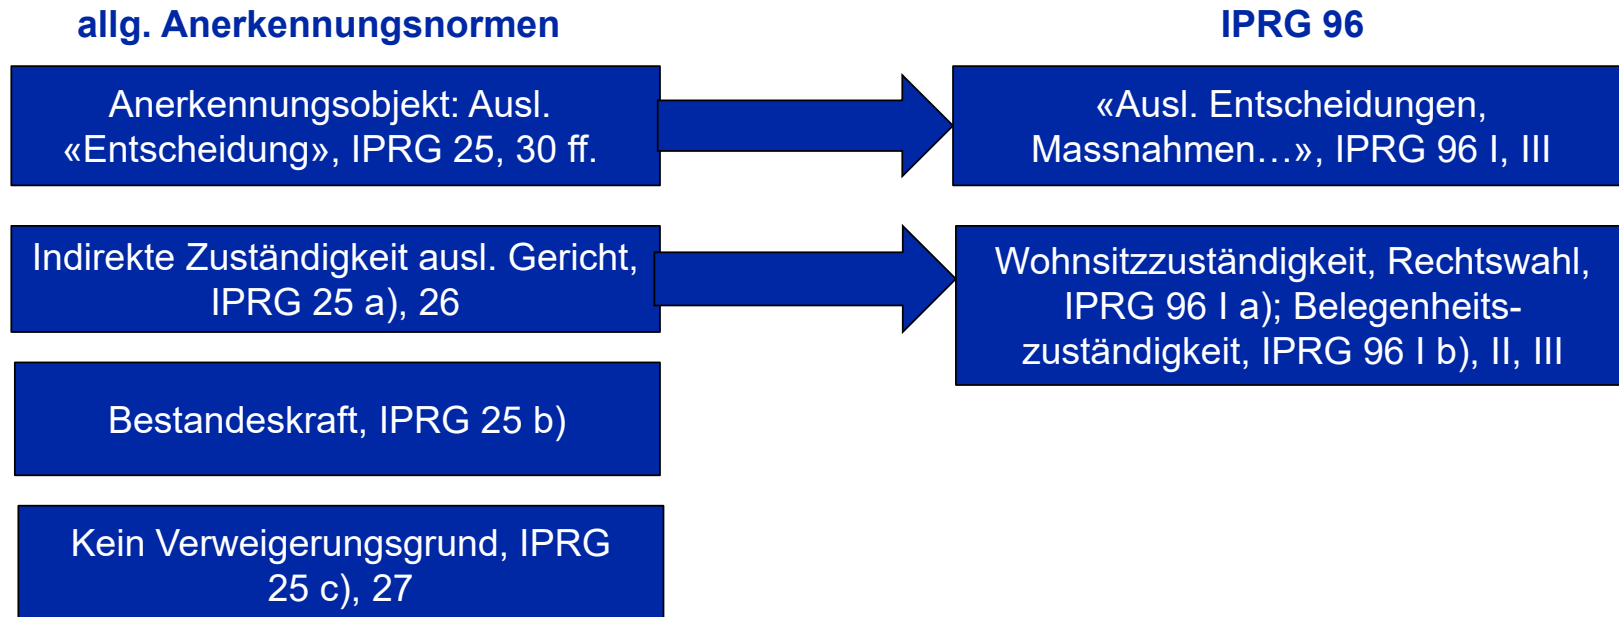 allg. Anerkennungsnormen
IPRG 96
Anerkennungsobjekt: Ausl.
«Entscheidung», IPRG 25, 30 ff.
«Ausl. Entscheidungen,
Massnahmen…», IPRG 96 I, III
Indirekte Zuständigkeit ausl. Gericht,
IPRG 25 a), 26
Wohnsitzzuständigkeit, Rechtswahl,
IPRG 96 I a); Belegenheits-
zuständigkeit, IPRG 96 I b), II, III
Bestandeskraft, IPRG 25 b)
Kein Verweigerungsgrund, IPRG
25 c), 27